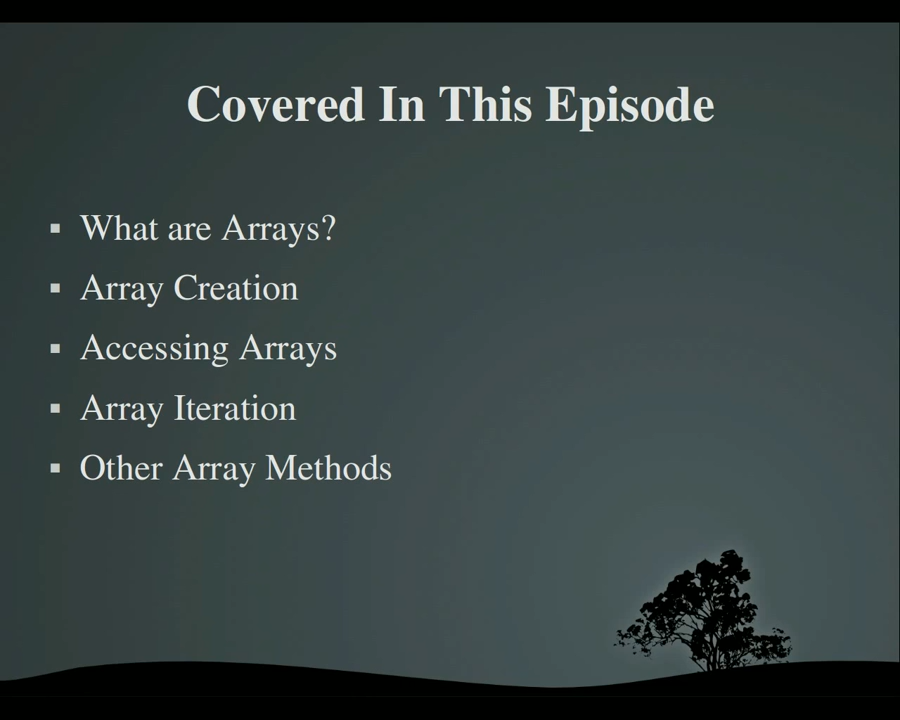 Covered In This Episode
What are Arrays?
Array Creation
Accessing Arrays
Array Iteration
Other Array Methods